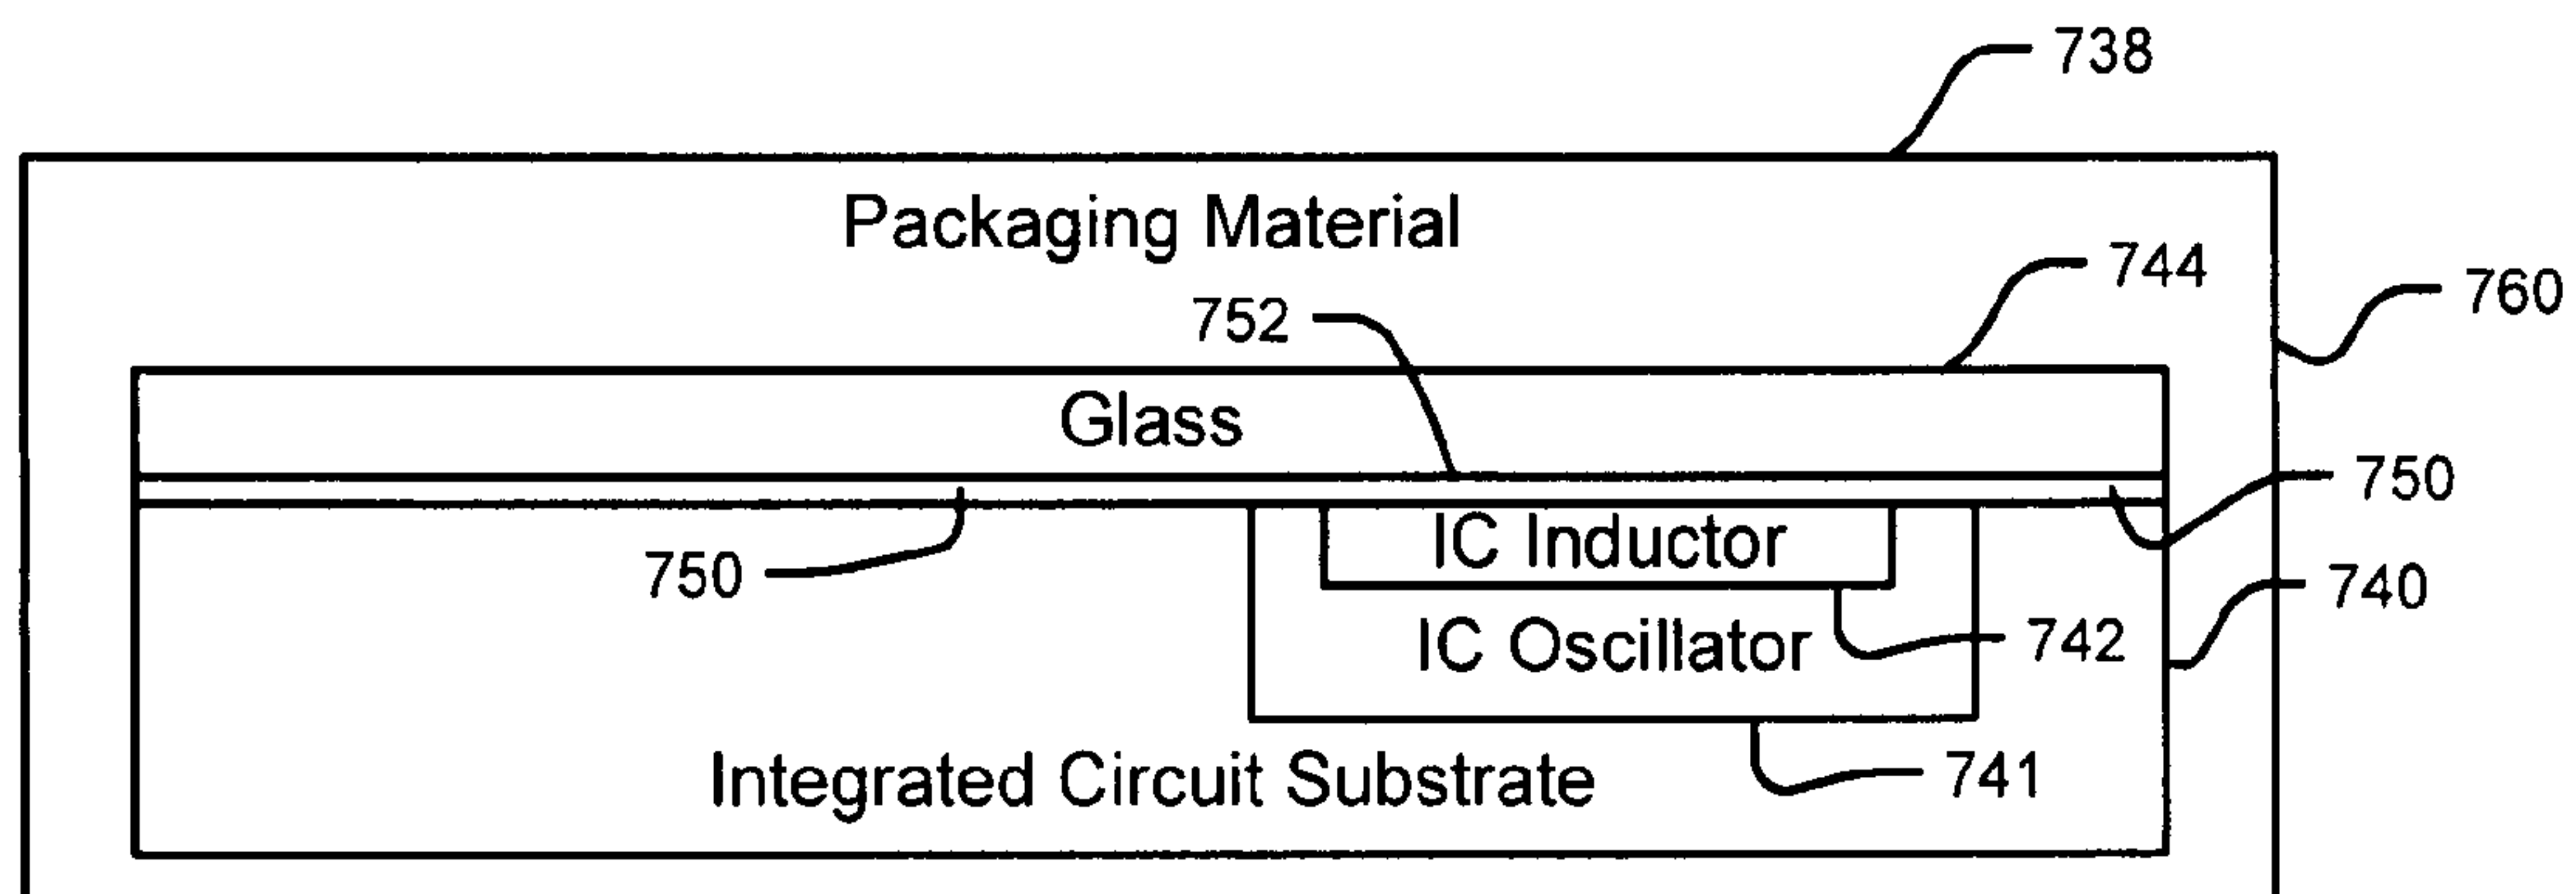 738
Packaging Material
744
760
752
Glass
750
IC Inductor
750
740
IC Oscillator
742
Integrated Circuit Substrate
741